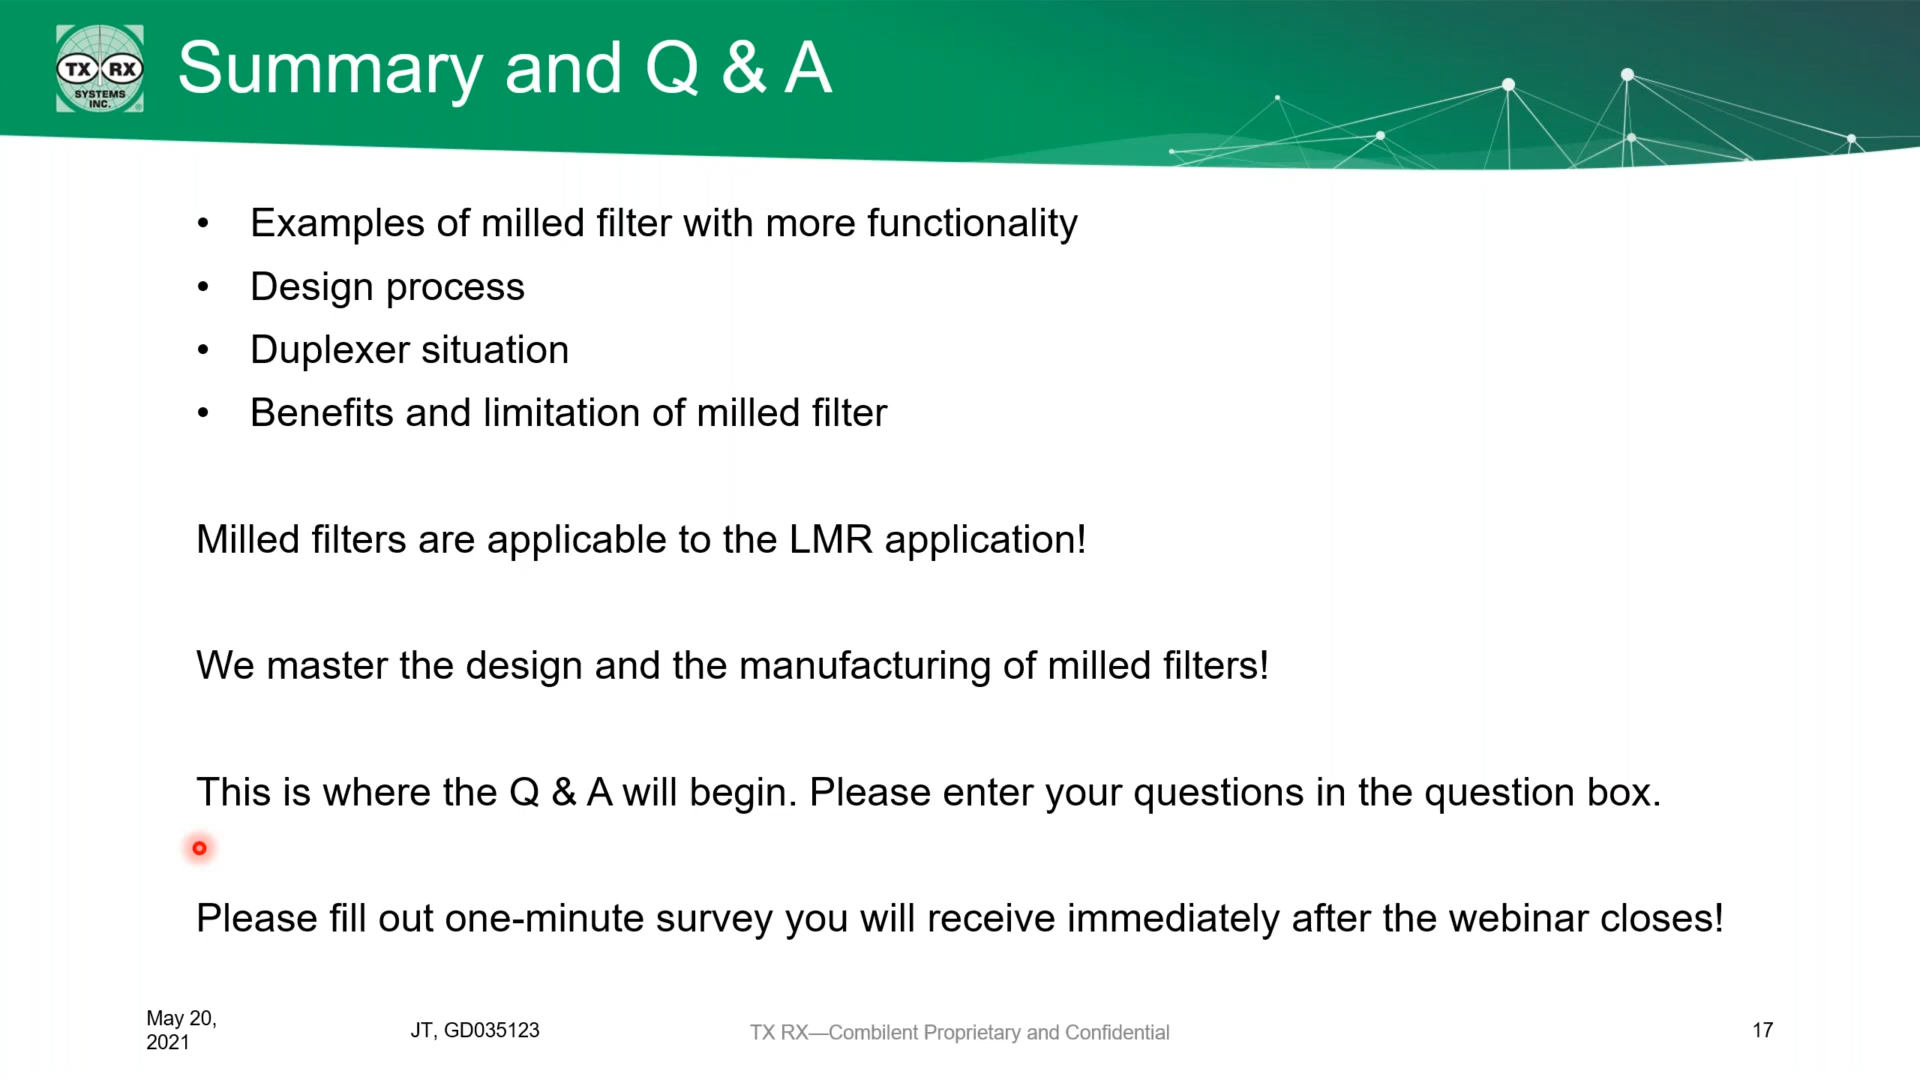 TX RX
SYSTEMS
INC.
Summary and Q & A
• Examples of milled filter with more functionality
• Design process
• Duplexer situation
• Benefits and limitation of milled filter
Milled filters are applicable to the LMR application!
We master the design and the manufacturing of milled filters!
This is where the Q & A will begin. Please enter your questions in the question box.
Please fill out one-minute survey you will receive immediately after the webinar closes!
May 20,
2021
JT, GD035123
TX RX—Combilent Proprietary and Confidential
17